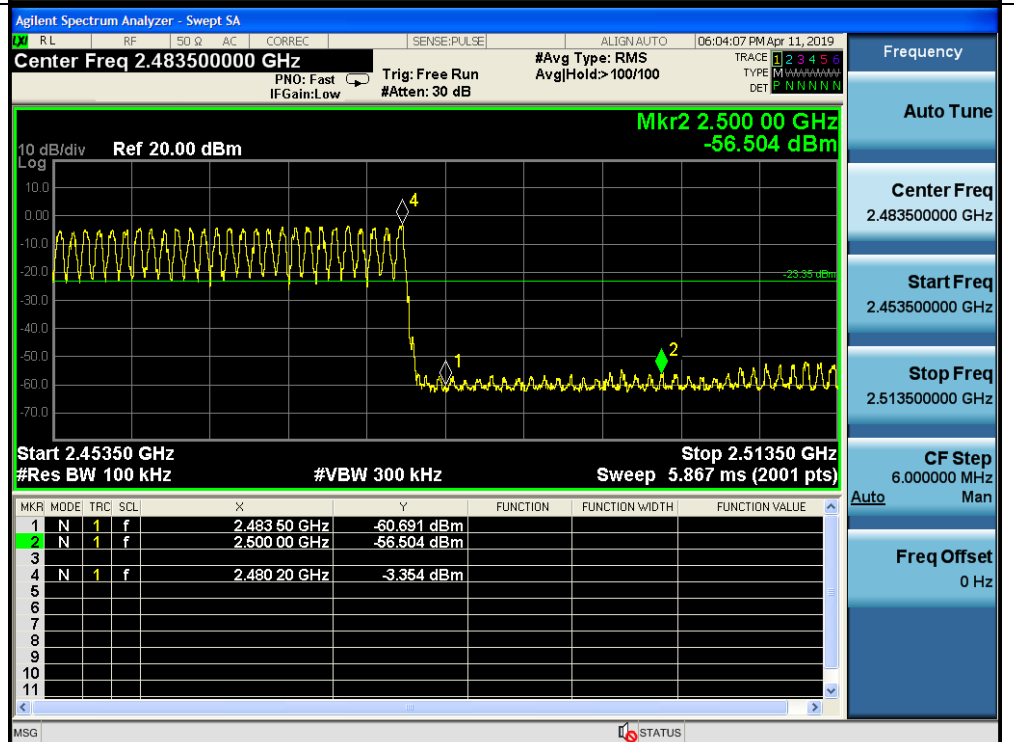 Agilent Spectrum Analyzer - Swept SA
LXI RL RF 50 Ω AC CORREC SENSE:PULSE ALIGN AUTO 06:04:07 PM Apr 11, 2019
Center Freq 2.483500000 GHz
PNO: Fast
IFGain:Low
Trig: Free Run
#Atten: 30 dB
#Avg Type: RMS
Avg|Hold:>100/100
TRACE 1 2 3 4 5 6
TYPE M WWWWW
DET P N N N N N
Mkr2 2.500 00 GHz
-56.504 dBm
10 dB/div
Log
Ref 20.00 dBm
10.0
0.00
-10.0
-20.0
-30.0
-40.0
-50.0
-60.0
-70.0
4
-23.35 dBm
1
2
Start 2.45350 GHz
Stop 2.51350 GHz
#Res BW 100 kHz
#VBW 300 kHz
Sweep 5.867 ms (2001 pts)
MKR MODE TRC SCL X Y FUNCTION FUNCTION WIDTH FUNCTION VALUE
1 N 1 f 2.483 50 GHz -60.691 dBm
2 N 1 f 2.500 00 GHz -56.504 dBm
3
4 N 1 f 2.480 20 GHz -3.354 dBm
5
6
7
8
9
10
11
MSG
STATUS
Frequency
Auto Tune
Center Freq
2.483500000 GHz
Start Freq
2.453500000 GHz
Stop Freq
2.513500000 GHz
CF Step
6.000000 MHz
Auto Man
Freq Offset
0 Hz